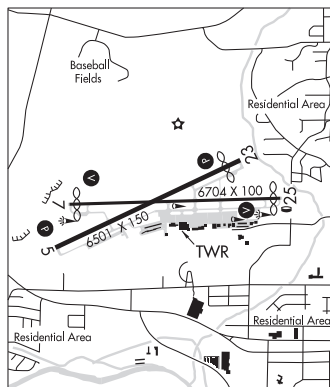 Baseball
Fields
Residential Area
P
V
23
6704 X 100
7
25
P
V
6501 X 150
5
TWR
Residential Area
Residential Area